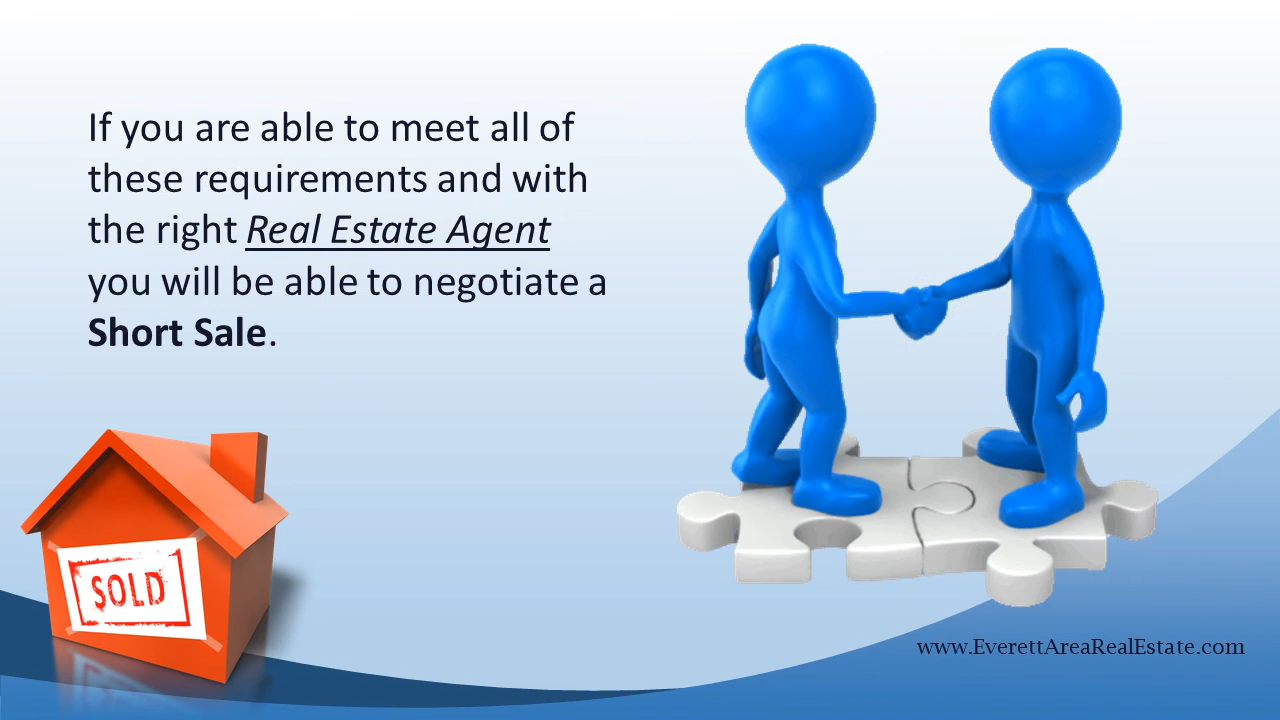 If you are able to meet all of
these requirements and with
the right Real Estate Agent
you will be able to negotiate a
Short Sale.
SOLD
www.EverettAreaRealEstate.com